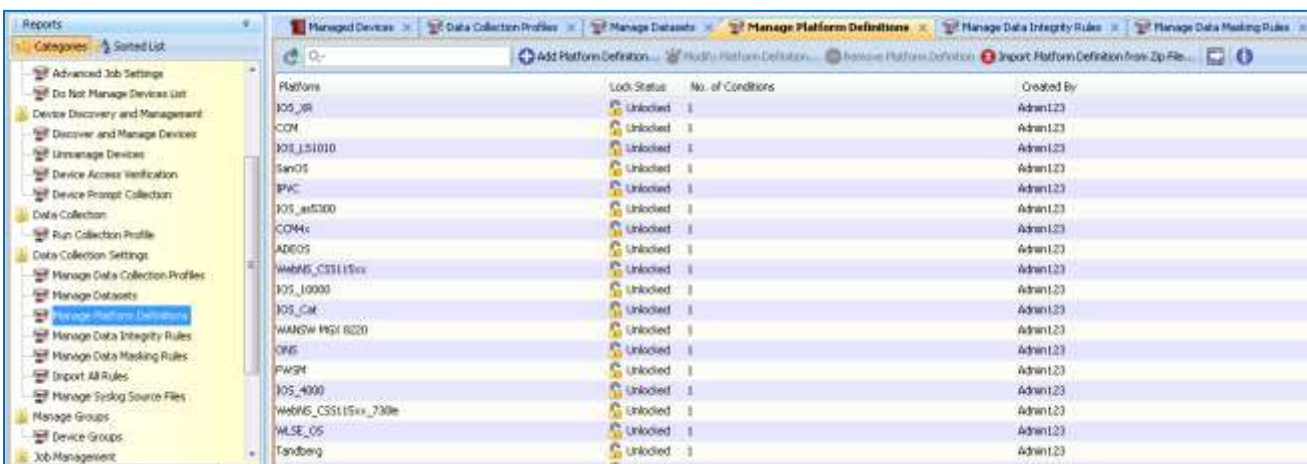 Reports
Categories Sorted List
Advanced Job Settings
Do Not Manage Devices List
Device Discovery and Management
Discover and Manage Devices
Unmanage Devices
Device Access Verification
Device Prompt Collection
Data Collection
Run Collection Profile
Data Collection Settings
Manage Data Collection Profiles
Manage Datasets
Manage Platform Definitions
Manage Data Integrity Rules
Manage Data Masking Rules
Import All Rules
Manage Syslog Source Files
Manage Groups
Device Groups
Job Management
Managed Devices Data Collection Profiles Manage Datasets Manage Platform Definitions Manage Data Integrity Rules Manage Data Masking Rules
Add Platform Definition... Modify Platform Definition... Remove Platform Definition Import Platform Definition from Zip File...
Platform Lock Status No. of Conditions Created By
IOS_XR Unlocked 1 Admin123
CCM Unlocked 1 Admin123
IOS_LS1010 Unlocked 1 Admin123
SanOS Unlocked 1 Admin123
IPVC Unlocked 1 Admin123
IOS_as5300 Unlocked 1 Admin123
CCM4x Unlocked 1 Admin123
ADEOS Unlocked 1 Admin123
WebNS_CSS115xx Unlocked 1 Admin123
IOS_10000 Unlocked 1 Admin123
IOS_Cat Unlocked 1 Admin123
WANSW MGX 8220 Unlocked 1 Admin123
ONS Unlocked 1 Admin123
FWSM Unlocked 1 Admin123
IOS_4000 Unlocked 1 Admin123
WebNS_CSS115xx_730le Unlocked 1 Admin123
WLSE_OS Unlocked 1 Admin123
Tandberg Unlocked 1 Admin123